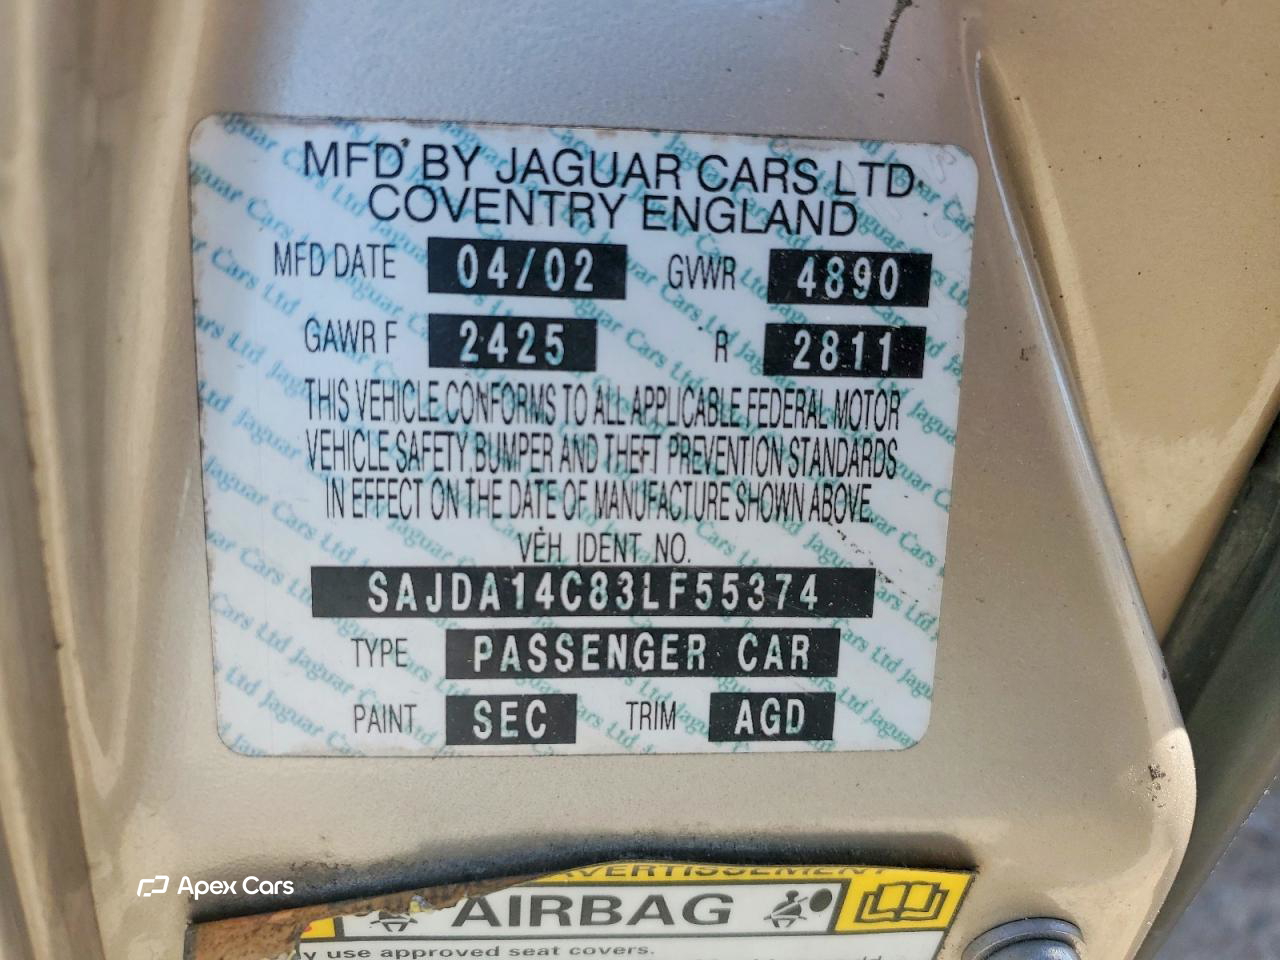 MFD BY JAGUAR CARS LTD.
COVENTRY ENGLAND
MFD DATE 04/02 GVWR 4890
GAWR F 2425 R 2811
THIS VEHICLE CONFORMS TO ALL APPLICABLE FEDERAL MOTOR
VEHICLE SAFETY, BUMPER AND THEFT PREVENTION STANDARDS
IN EFFECT ON THE DATE OF MANUFACTURE SHOWN ABOVE.
VEH. IDENT. NO.
SAJDA14C83LF55374
TYPE PASSENGER CAR
PAINT SEC TRIM AGD
Apex Cars
AVERTISSEMENT
AIRBAG
use approved seat covers.